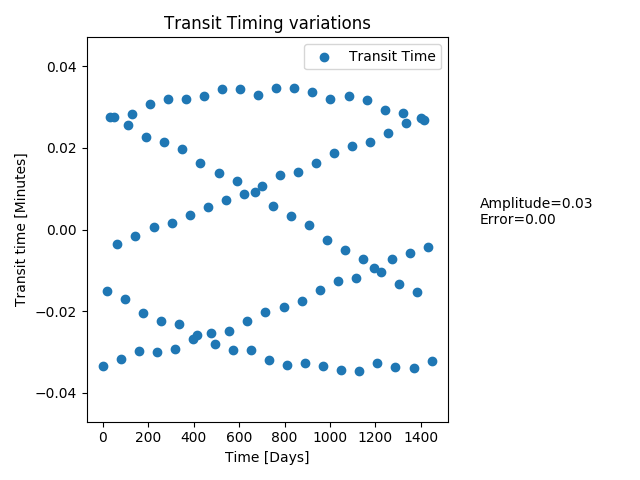 Transit Timing variations
Transit Time
Transit time [Minutes]
0.04
0.02
0.00
−0.02
−0.04
0 200 400 600 800 1000 1200 1400
Time [Days]
Amplitude=0.03
Error=0.00